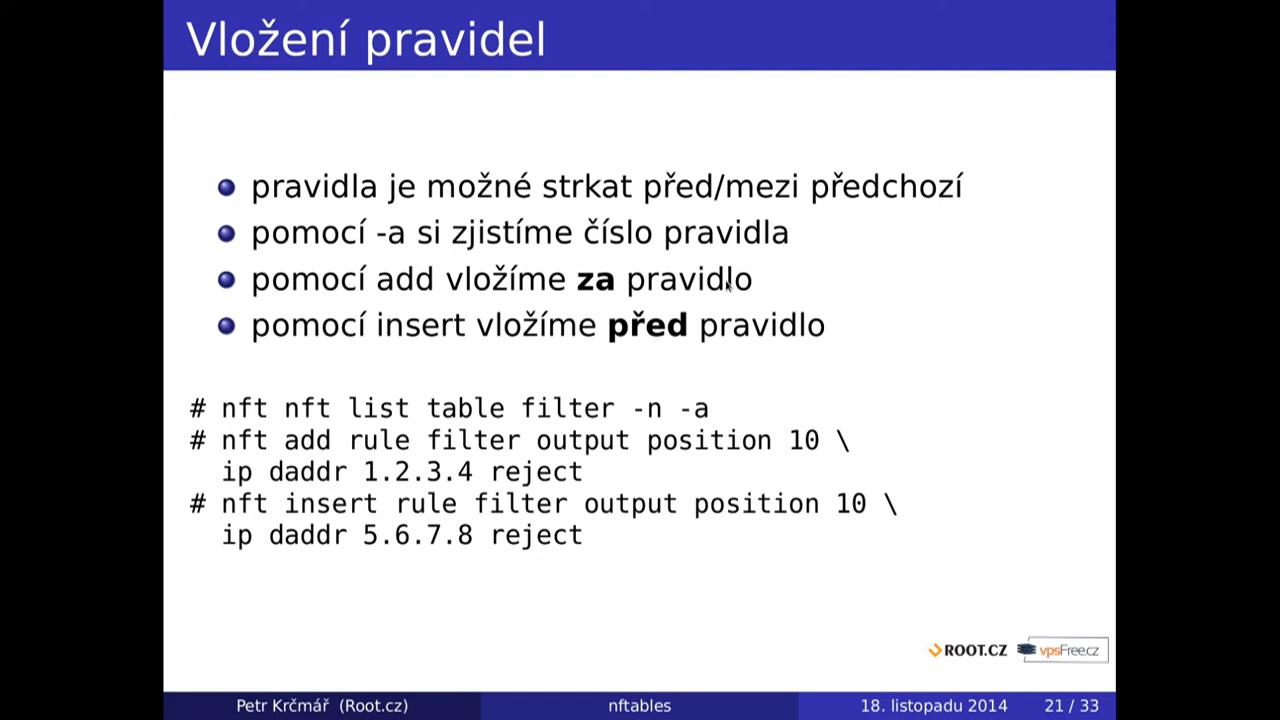 Vložení pravidel
pravidla je možné strkat před/mezi předchozí
pomocí -a si zjistíme číslo pravidla
pomocí add vložíme za pravidlo
pomocí insert vložíme před pravidlo
# nft nft list table filter -n -a
# nft add rule filter output position 10 \
ip daddr 1.2.3.4 reject
# nft insert rule filter output position 10 \
ip daddr 5.6.7.8 reject
ROOT.CZ vpsFree.cz
Petr Krčmář (Root.cz) nftables 18. listopadu 2014 21 / 33